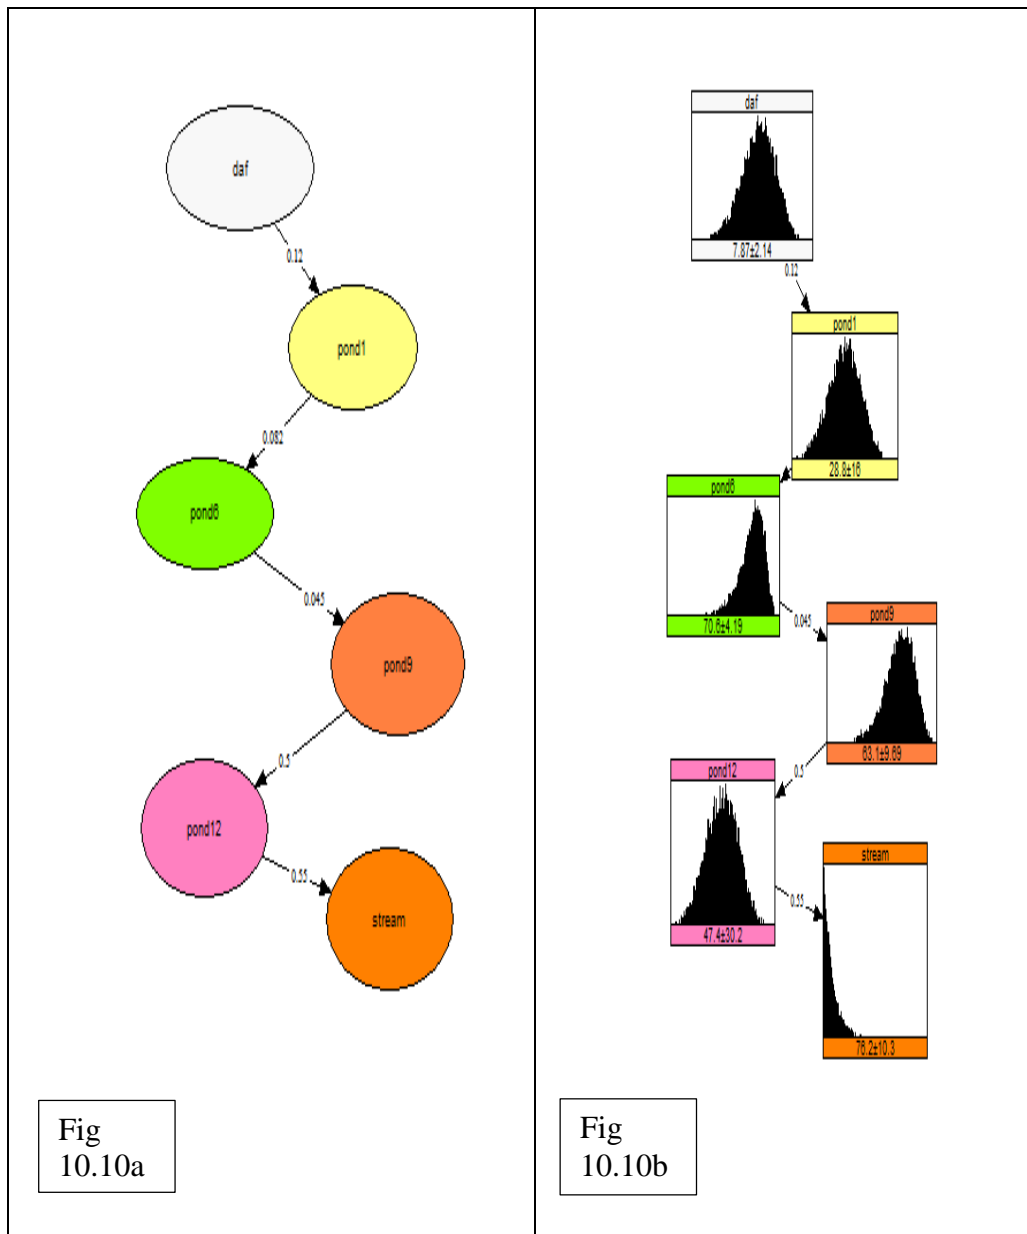 daf
0.12
pond1
0.082
pond6
0.045
pond9
0.5
pond12
0.55
stream
Fig
10.10a
daf
7.87±2.14
0.12
pond1
28.8±16
pond6
70.6±4.19
0.045
pond9
63.1±9.69
0.5
pond12
47.4±30.2
0.55
stream
76.2±10.3
Fig
10.10b